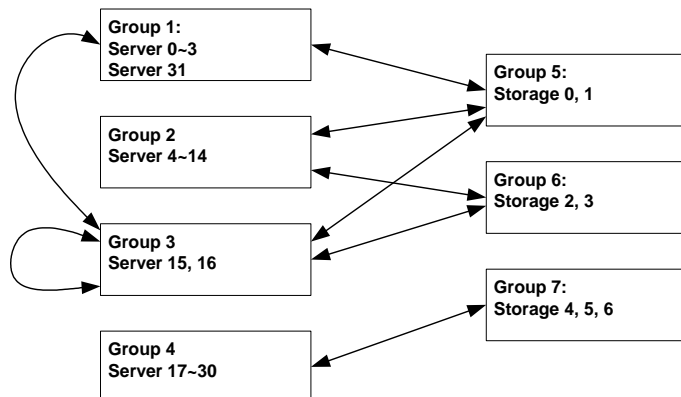 Group 1:
Server 0~3
Server 31
Group 2
Server 4~14
Group 3
Server 15, 16
Group 4
Server 17~30
Group 5:
Storage 0, 1
Group 6:
Storage 2, 3
Group 7:
Storage 4, 5, 6